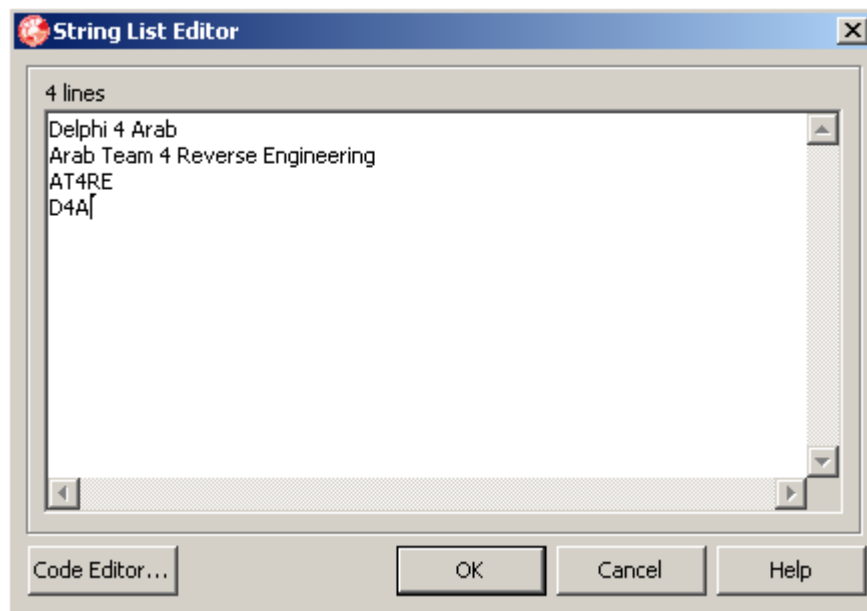 String List Editor
4 lines
Delphi 4 Arab
Arab Team 4 Reverse Engineering
AT4RE
D4A
Code Editor... OK Cancel Help